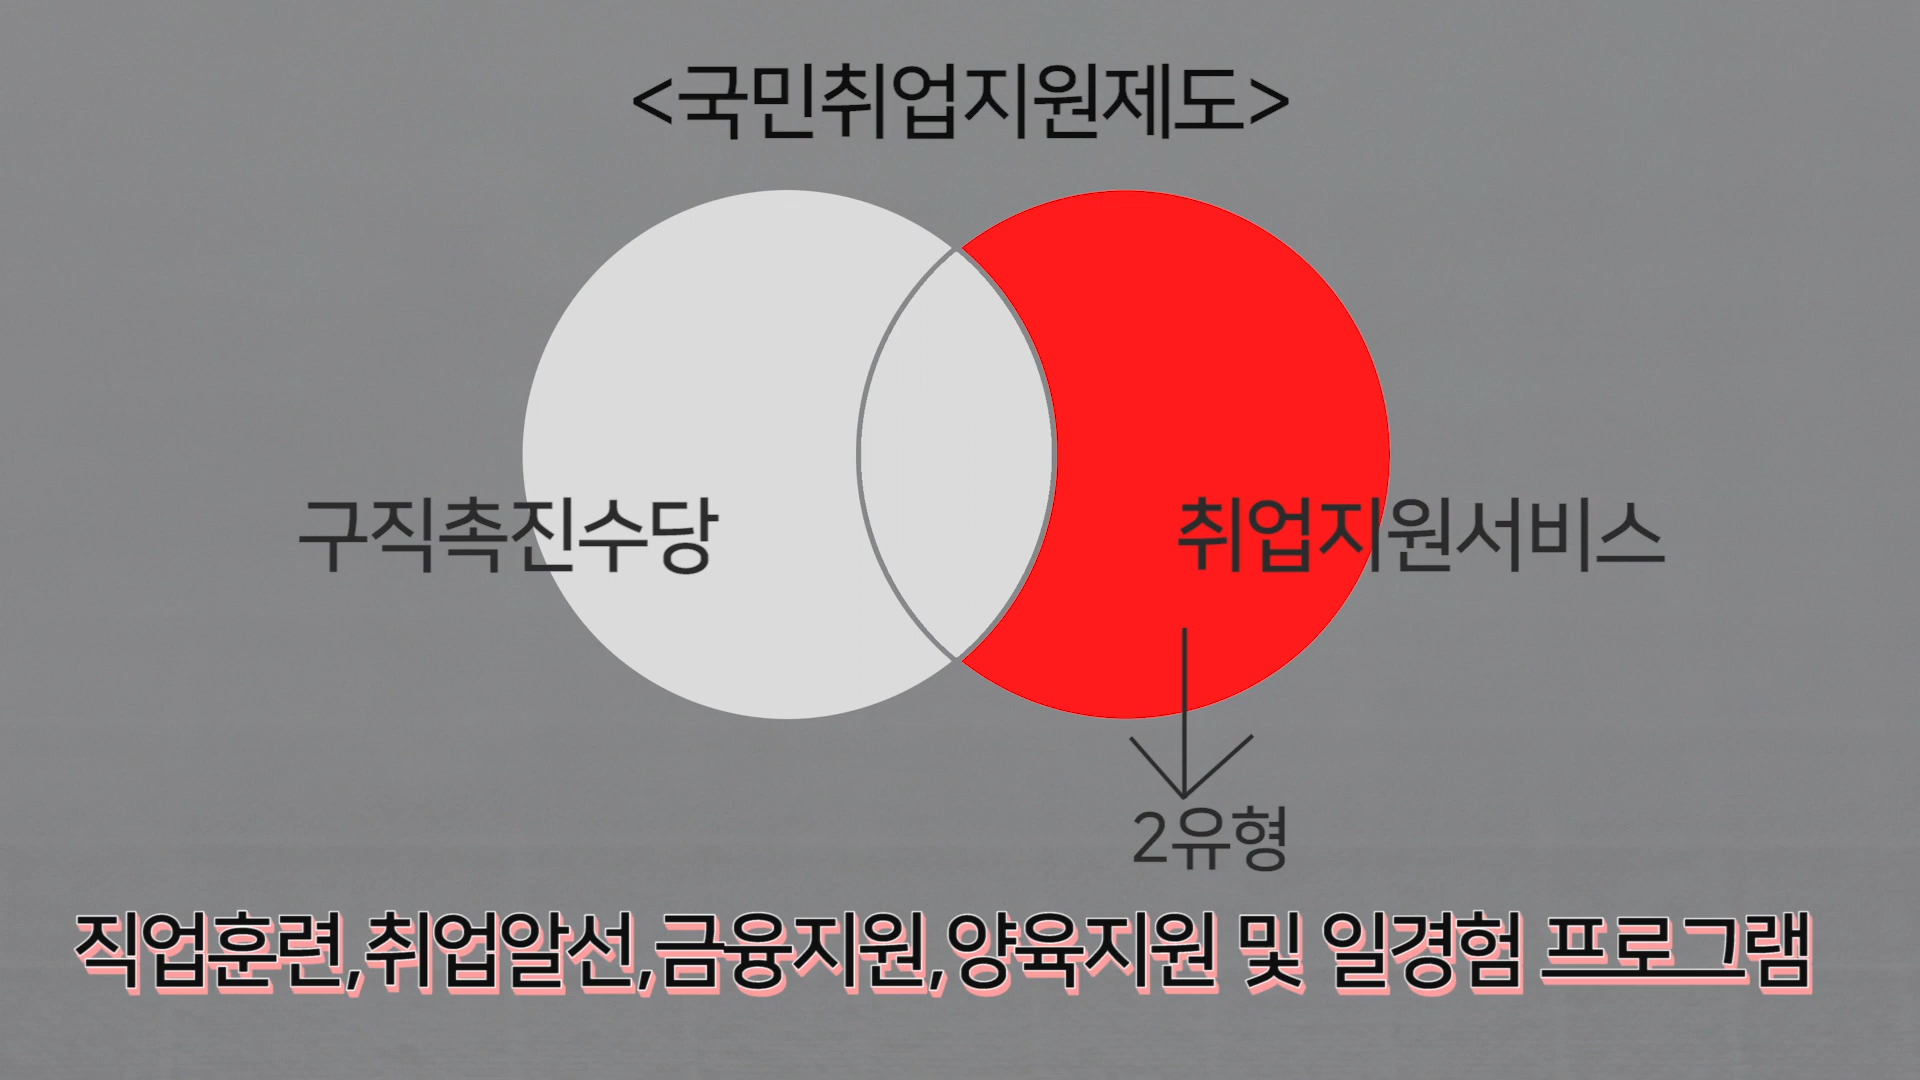 <국민취업지원제도>
구직촉진수당
취업지원서비스
2유형
직업훈련,취업알선,금융지원,양육지원 및 일경험 프로그램